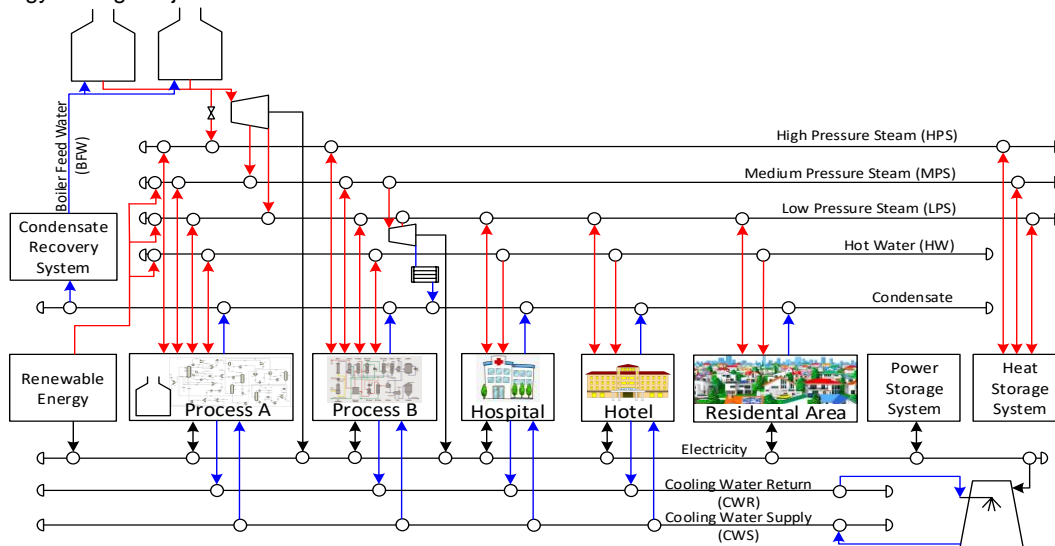 Boiler Feed Water
(BFW)
High Pressure Steam (HPS)
Medium Pressure Steam (MPS)
Low Pressure Steam (LPS)
Hot Water (HW)
Condensate
Condensate
Recovery
System
Renewable
Energy
Process A
Process B
Hospital
Hotel
Residental Area
Power
Storage
System
Heat
Storage
System
Electricity
Cooling Water Return
(CWR)
Cooling Water Supply
(CWS)